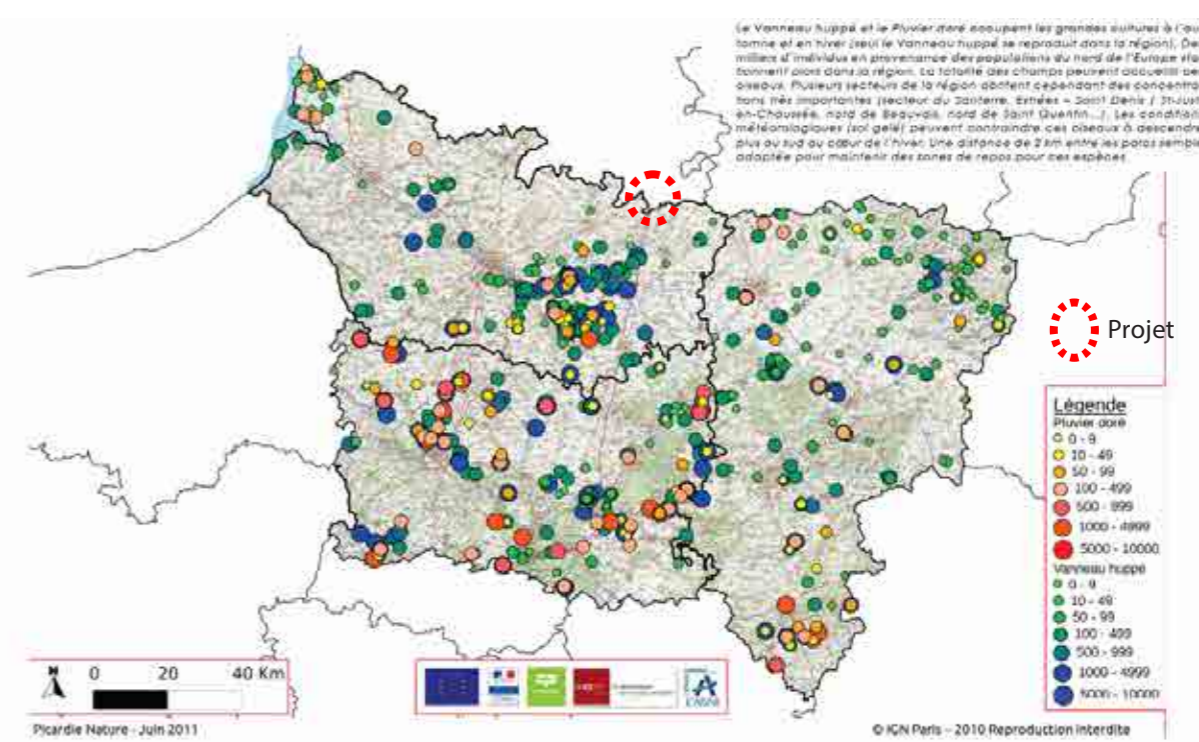 Le Vanneau huppé et le Pluvier doré occupent les grandes cultures à l'au
tomne et en hiver (seul le Vanneau huppé se reproduit dans la région). De
milliers d'individus en provenance des populations du nord de l'Europe sta
tionnent alors dans la région. La totalité des champs peuvent accueillir ce
oiseaux. Plusieurs secteurs de la région abritent cependant des concentra
tions très importantes (secteur du Santerre, Estrées - Saint Denis / St-Just
en-Chaussée, nord de Beauvais, nord de Saint Quentin...). Les condition
météorologiques (sol gelé) peuvent contraindre ces oiseaux à descendr
plus au sud au cœur de l'hiver. Une distance de 2 km entre les parcs semble
adaptée pour maintenir des zones de repos pour ces espèces.
Projet
Légende
Pluvier doré
0 - 9
10 - 49
50 - 99
100 - 499
500 - 999
1000 - 4999
5000 - 10000
Vanneau huppé
0 - 9
10 - 49
50 - 99
100 - 499
500 - 999
1000 - 4999
5000 - 10000
N
0 20 40 Km
Picardie Nature - Juin 2011
© IGN Paris - 2010 Reproduction interdite